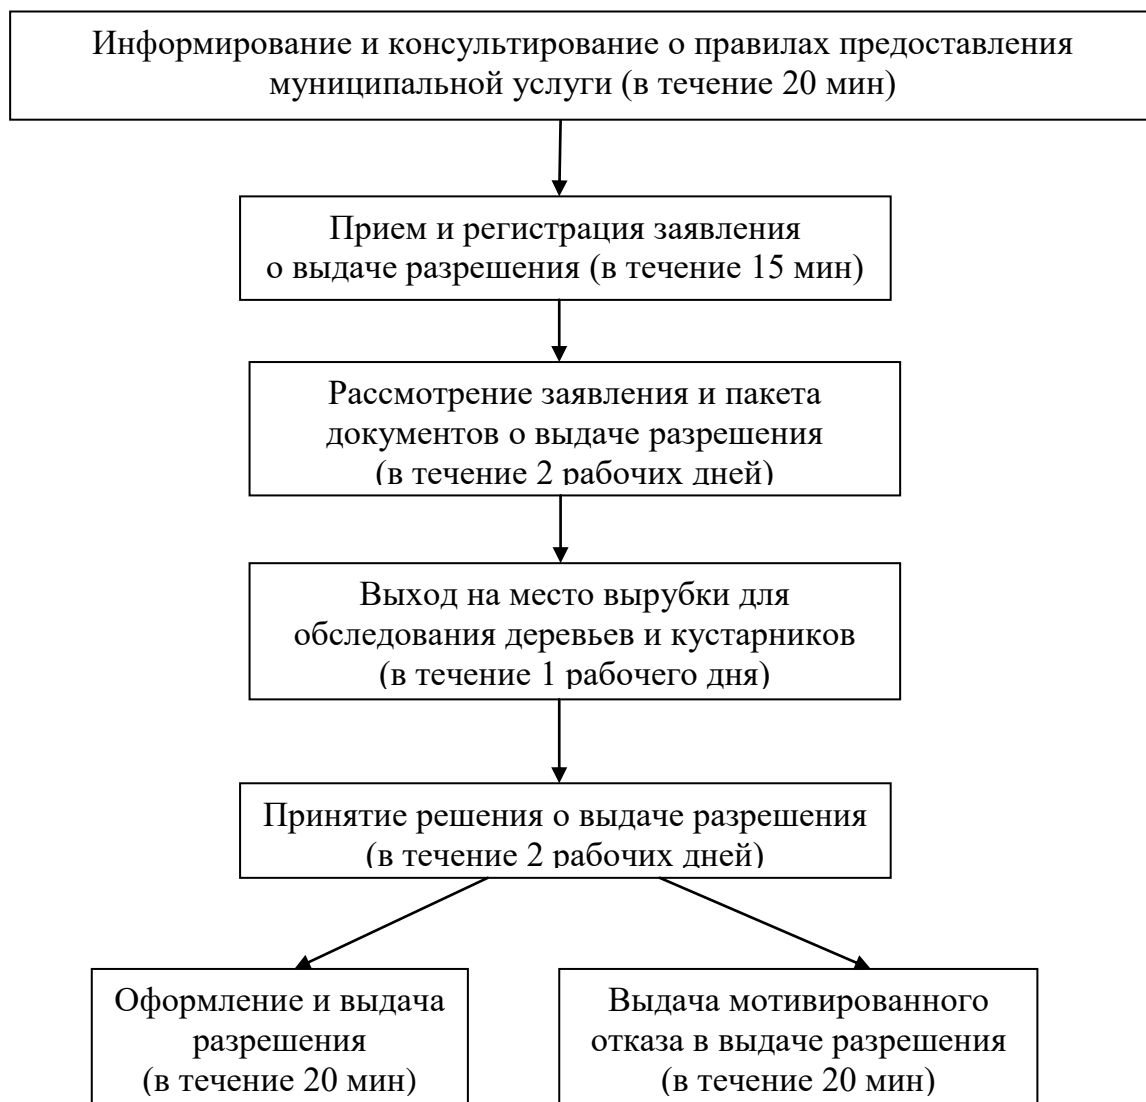 Информирование и консультирование о правилах предоставления
муниципальной услуги (в течение 20 мин)
Прием и регистрация заявления
о выдаче разрешения (в течение 15 мин)
Рассмотрение заявления и пакета
документов о выдаче разрешения
(в течение 2 рабочих дней)
Выход на место вырубки для
обследования деревьев и кустарников
(в течение 1 рабочего дня)
Принятие решения о выдаче разрешения
(в течение 2 рабочих дней)
Оформление и выдача
разрешения
(в течение 20 мин)
Выдача мотивированного
отказа в выдаче разрешения
(в течение 20 мин)